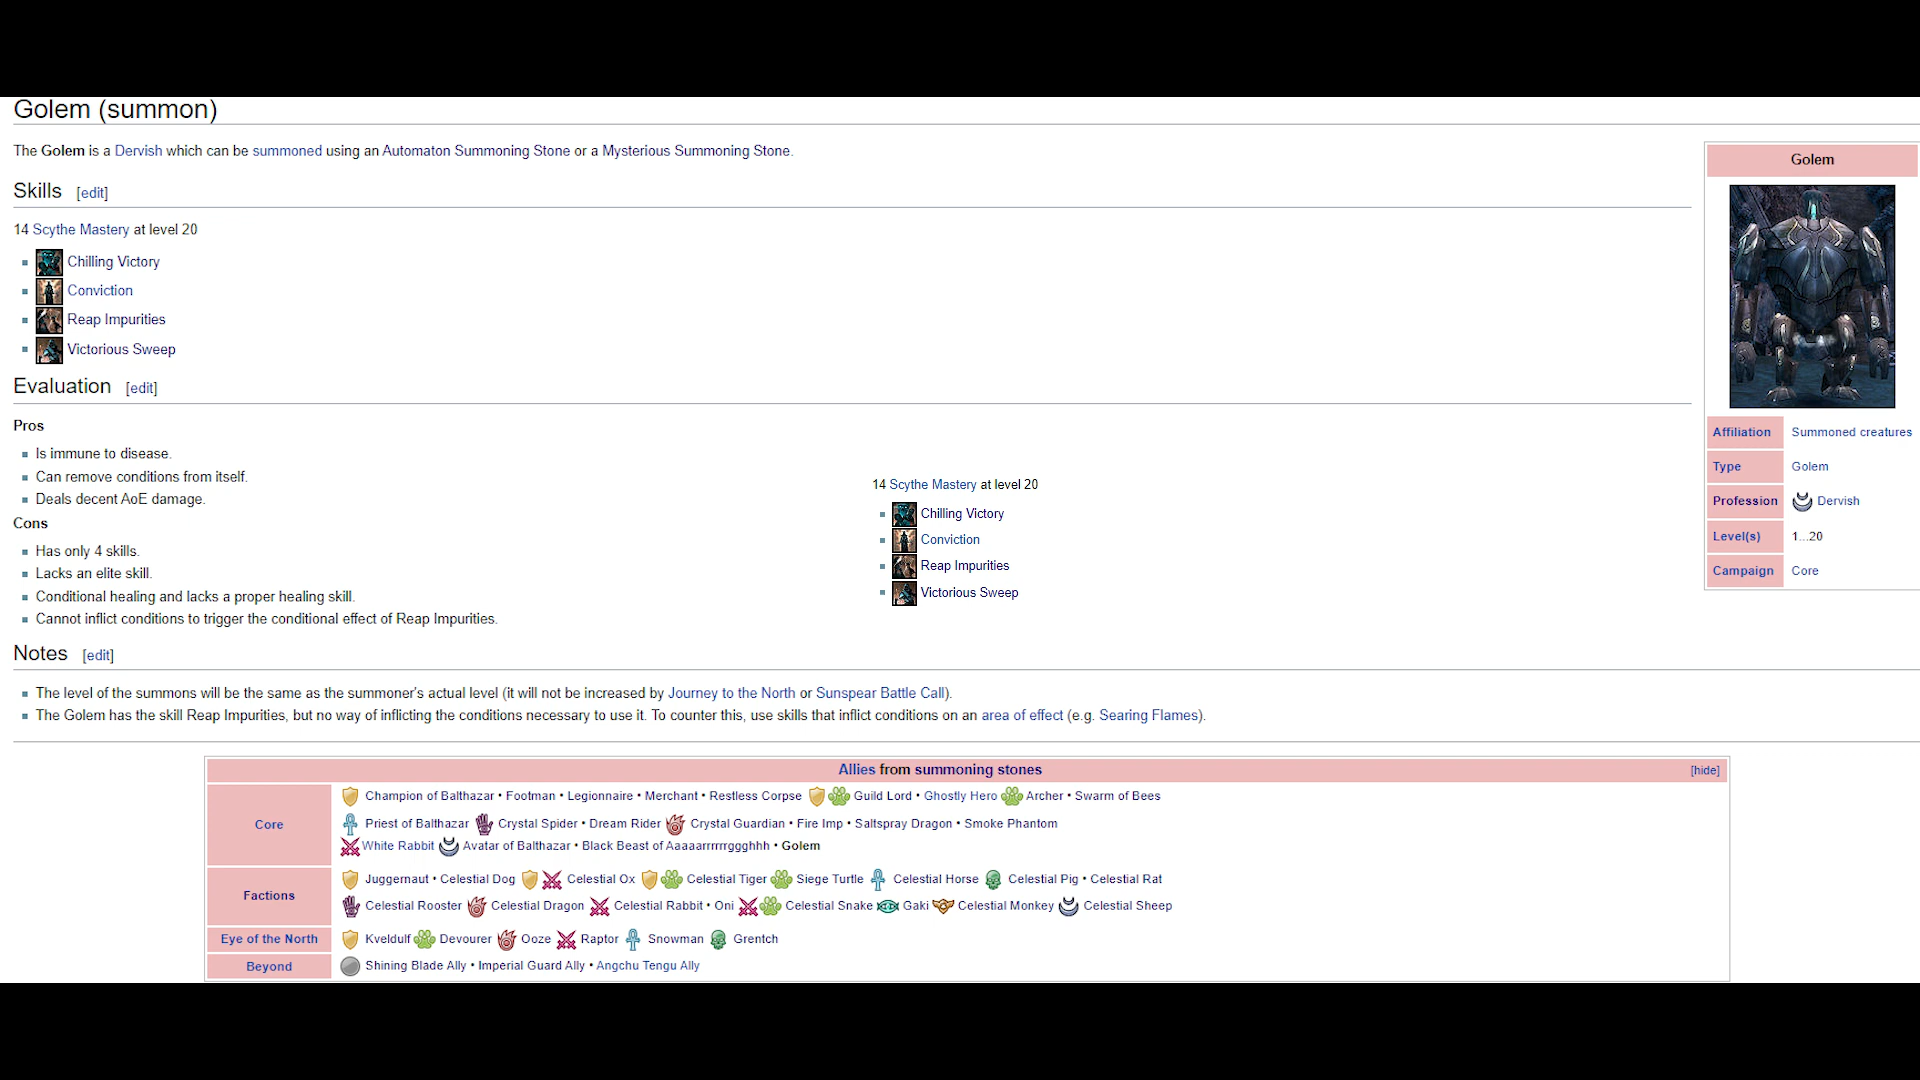 Golem (summon)
The Golem is a Dervish which can be summoned using an Automaton Summoning Stone or a Mysterious Summoning Stone.
Skills [edit]
14 Scythe Mastery at level 20
Chilling Victory
Conviction
Reap Impurities
Victorious Sweep
Evaluation [edit]
Pros
Is immune to disease.
Can remove conditions from itself.
Deals decent AoE damage.
Cons
Has only 4 skills.
Lacks an elite skill.
Conditional healing and lacks a proper healing skill.
Cannot inflict conditions to trigger the conditional effect of Reap Impurities.
14 Scythe Mastery at level 20
Chilling Victory
Conviction
Reap Impurities
Victorious Sweep
Golem
Affiliation Summoned creatures
Type Golem
Profession Dervish
Level(s) 1...20
Campaign Core
Notes [edit]
The level of the summons will be the same as the summoner's actual level (it will not be increased by Journey to the North or Sunspear Battle Call).
The Golem has the skill Reap Impurities, but no way of inflicting the conditions necessary to use it. To counter this, use skills that inflict conditions on an area of effect (e.g. Searing Flames).
Allies from summoning stones [hide]
Core
Champion of Balthazar • Footman • Legionnaire • Merchant • Restless Corpse Guild Lord • Ghostly Hero Archer • Swarm of Bees
Priest of Balthazar Crystal Spider • Dream Rider Crystal Guardian • Fire Imp • Saltspray Dragon • Smoke Phantom
White Rabbit Avatar of Balthazar • Black Beast of Aaaaarrrrrrggghhh • Golem
Factions
Juggernaut • Celestial Dog Celestial Ox Celestial Tiger Siege Turtle Celestial Horse Celestial Pig • Celestial Rat
Celestial Rooster Celestial Dragon Celestial Rabbit • Oni Celestial Snake Gaki Celestial Monkey Celestial Sheep
Eye of the North Kveldulf Devourer Ooze Raptor Snowman Grentch
Beyond Shining Blade Ally • Imperial Guard Ally • Angchu Tengu Ally